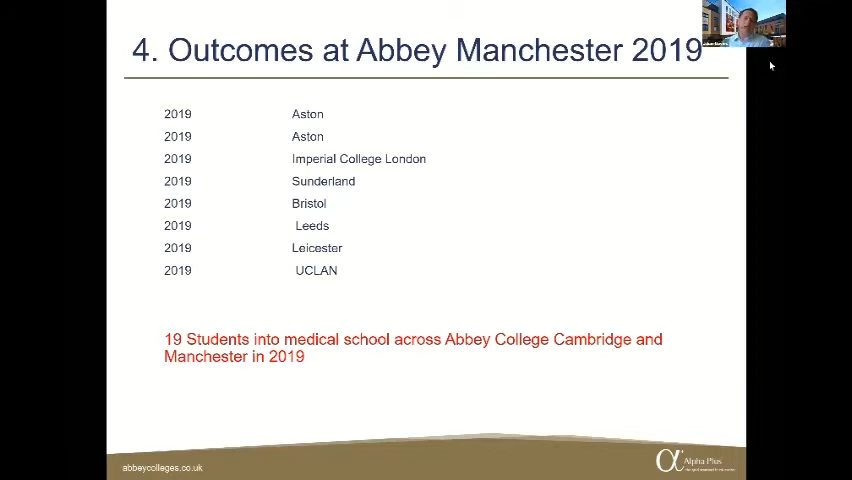 4. Outcomes at Abbey Manchester 2019
2019 Aston
2019 Aston
2019 Imperial College London
2019 Sunderland
2019 Bristol
2019 Leeds
2019 Leicester
2019 UCLAN
19 Students into medical school across Abbey College Cambridge and
Manchester in 2019
abbeycolleges.co.uk
Alpha Plus